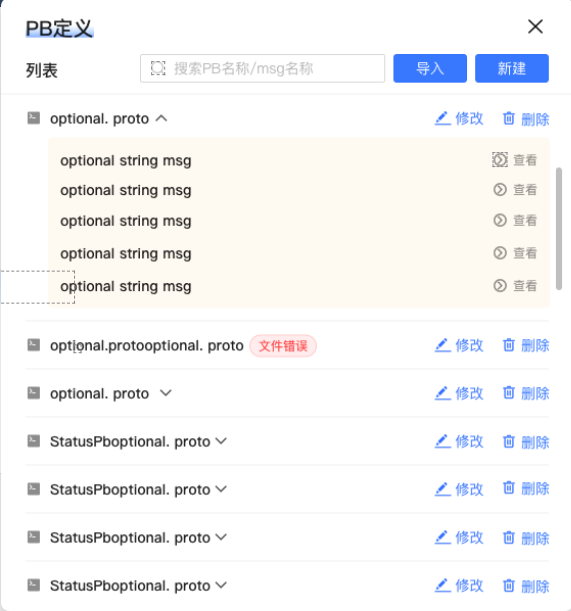 PB定义
列表 搜索PB名称/msg名称 导入 新建
optional. proto 修改 删除
optional string msg 查看
optional string msg 查看
optional string msg 查看
optional string msg 查看
optional string msg 查看
optional.protooptional. proto 文件错误 修改 删除
optional. proto 修改 删除
StatusPboptional. proto 修改 删除
StatusPboptional. proto 修改 删除
StatusPboptional. proto 修改 删除
StatusPboptional. proto 修改 删除